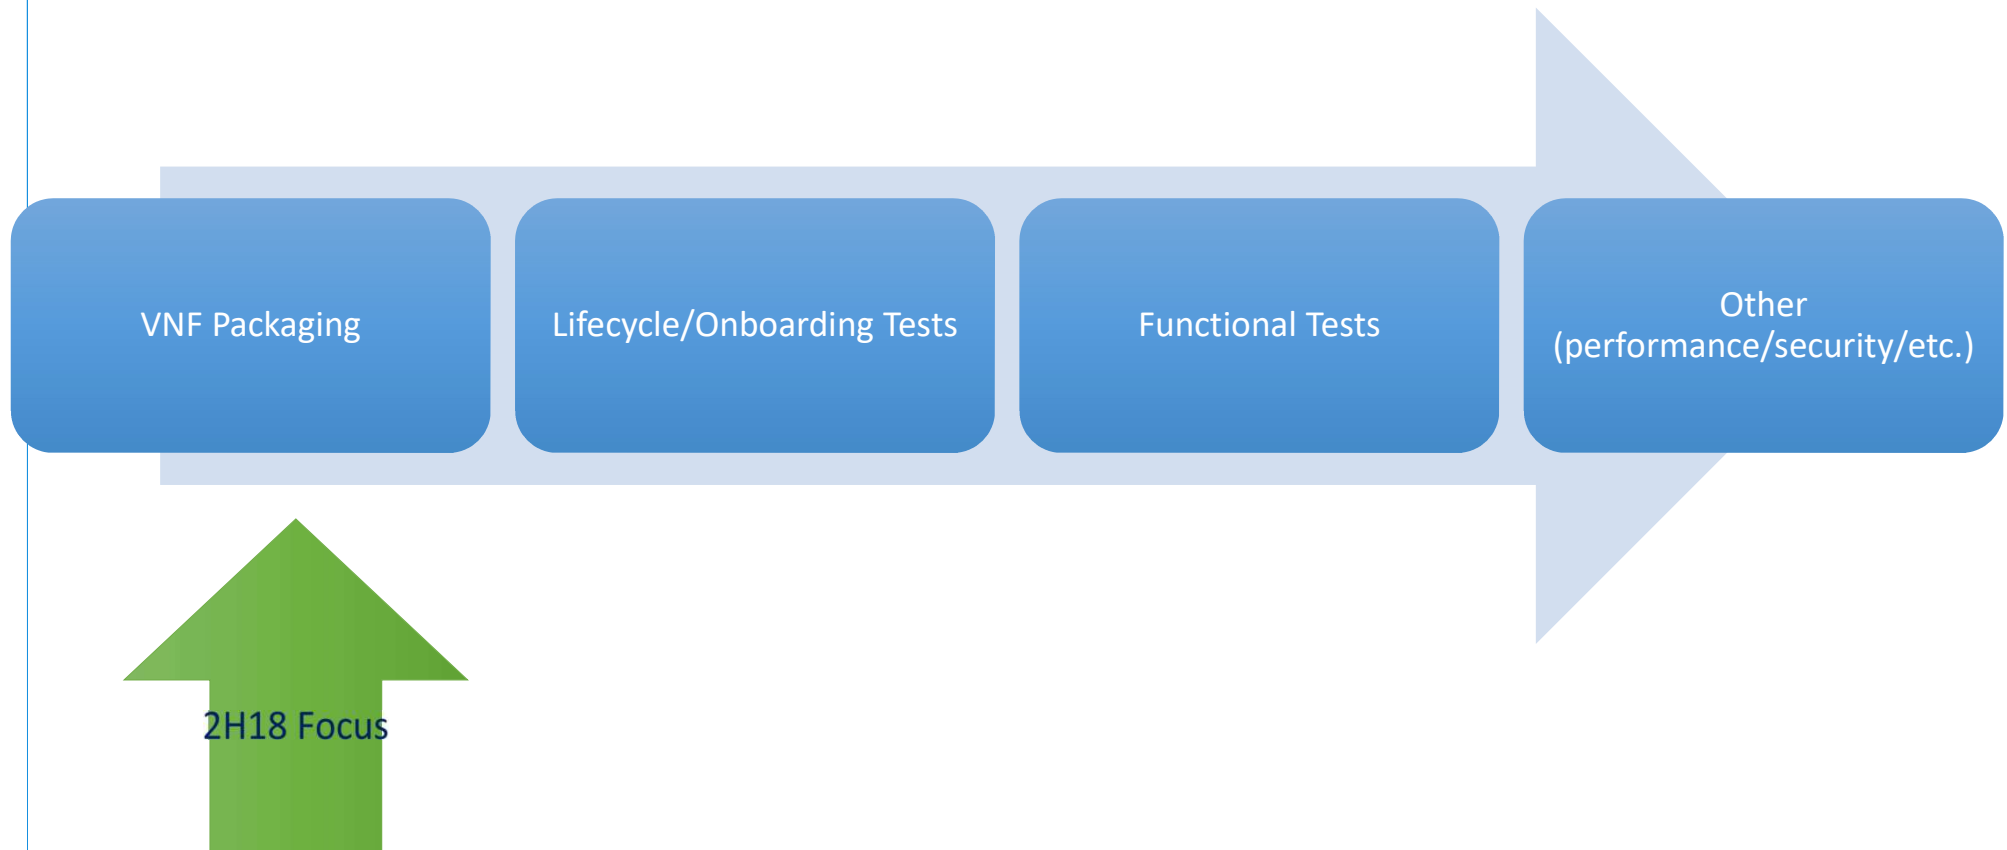 VNF Packaging
Lifecycle/Onboarding Tests
Functional Tests
Other
(performance/security/etc.)
2H18 Focus